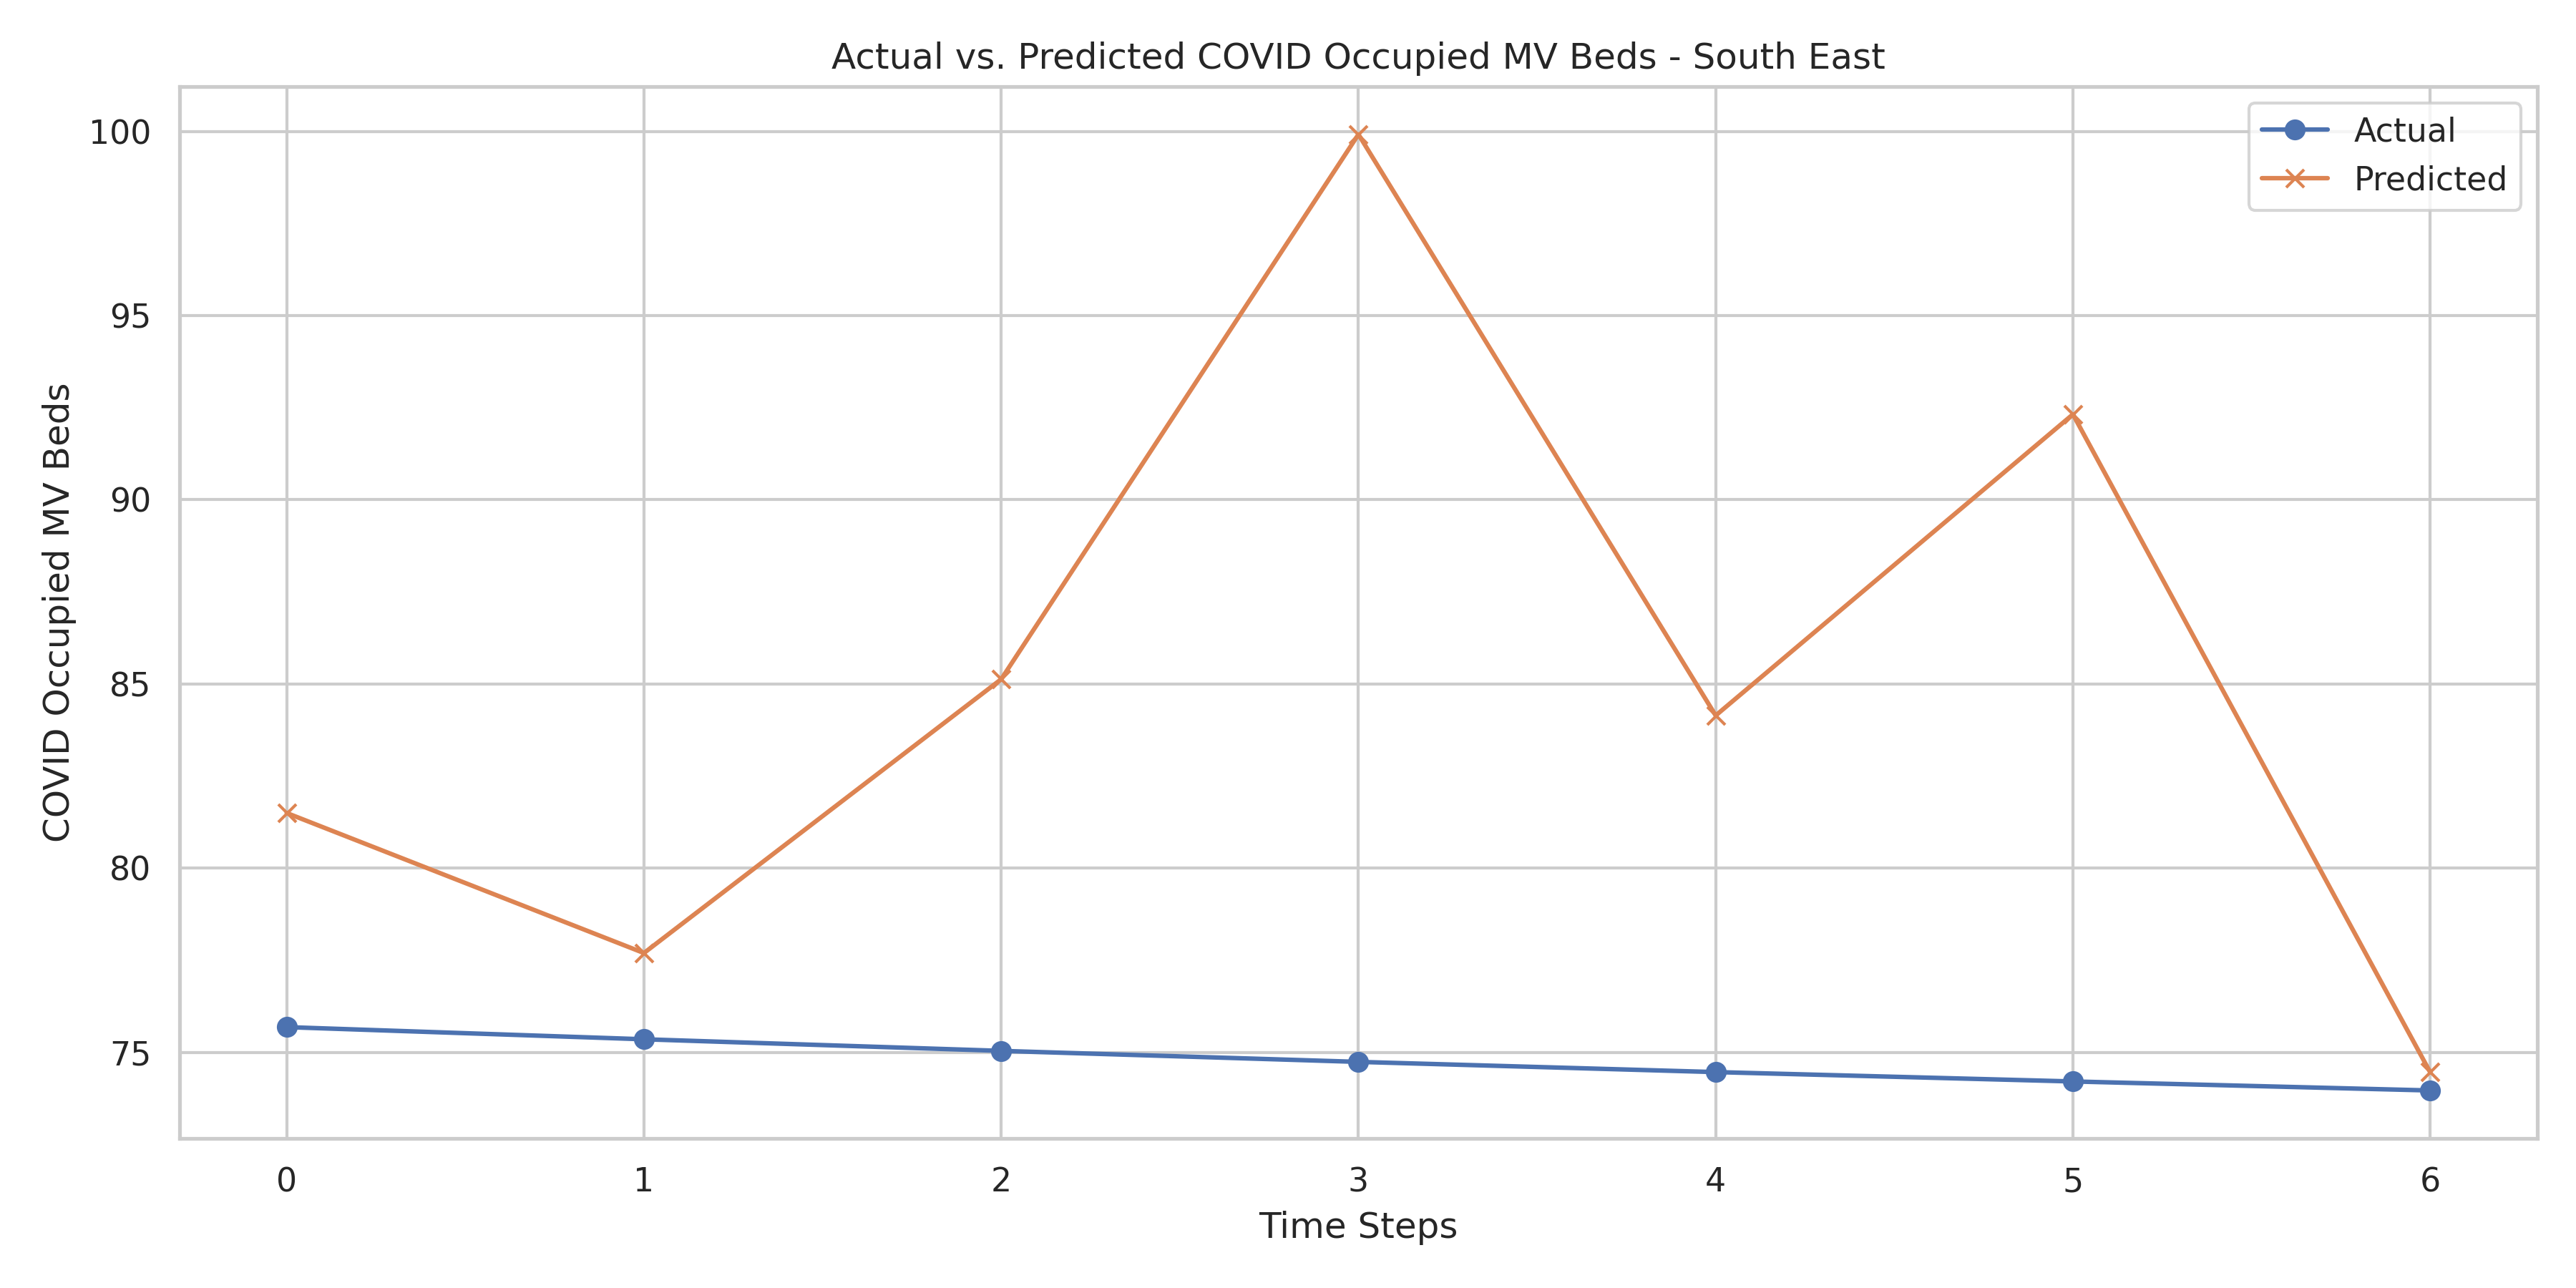 Actual vs. Predicted COVID Occupied MV Beds - South East
Actual
Predicted
COVID Occupied MV Beds
100
95
90
85
80
75
0 1 2 3 4 5 6
Time Steps